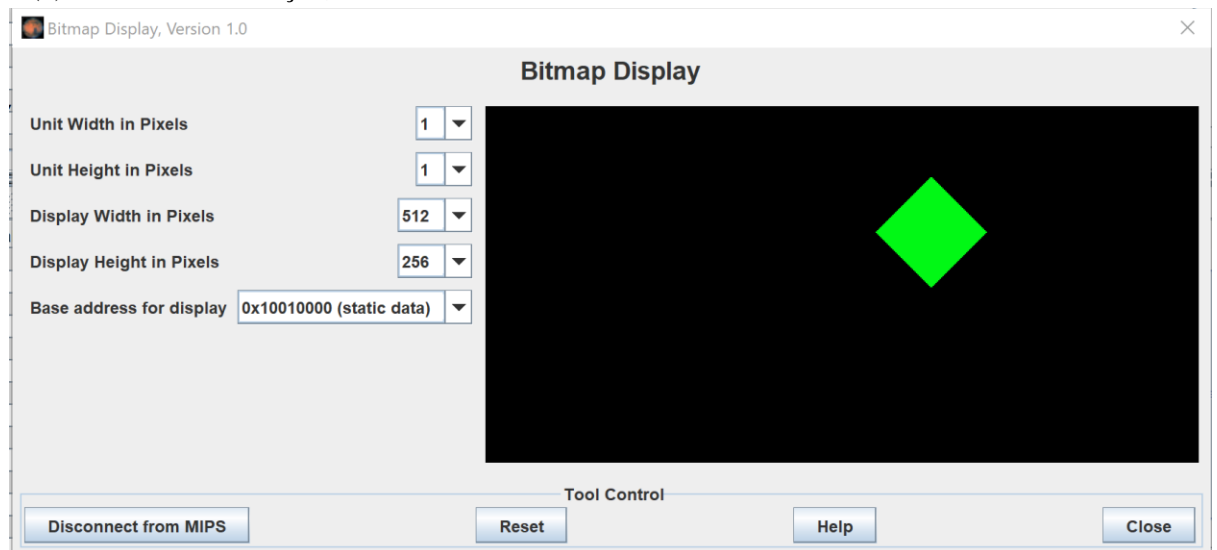 Bitmap Display, Version 1.0
Bitmap Display
Unit Width in Pixels 1
Unit Height in Pixels 1
Display Width in Pixels 512
Display Height in Pixels 256
Base address for display 0x10010000 (static data)
Tool Control
Disconnect from MIPS Reset Help Close